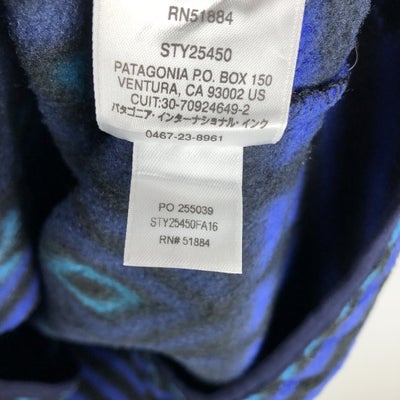 RN51884
STY25450
PATAGONIA P.O. BOX 150
VENTURA, CA 93002 US
CUIT:30-70924649-2
パタゴニア・インターナショナル・インク
0467-23-8961
PO 255039
STY25450FA16
RN# 51884